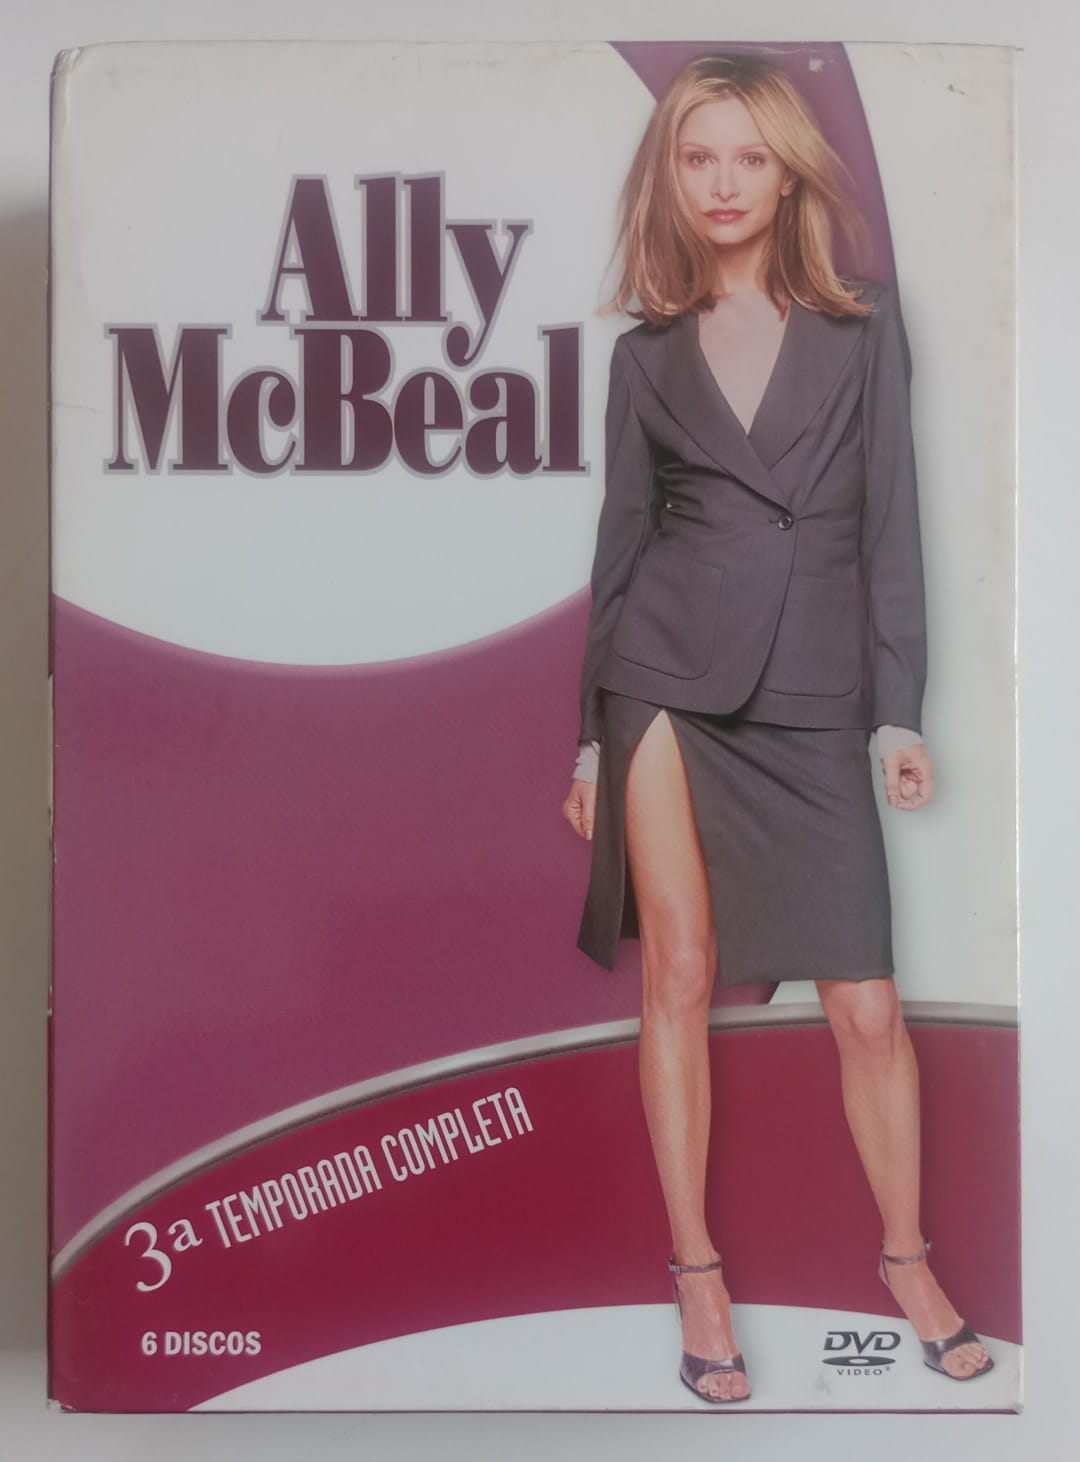 Ally
McBeal
3a TEMPORADA COMPLETA
6 DISCOS
DVD
VIDEO®